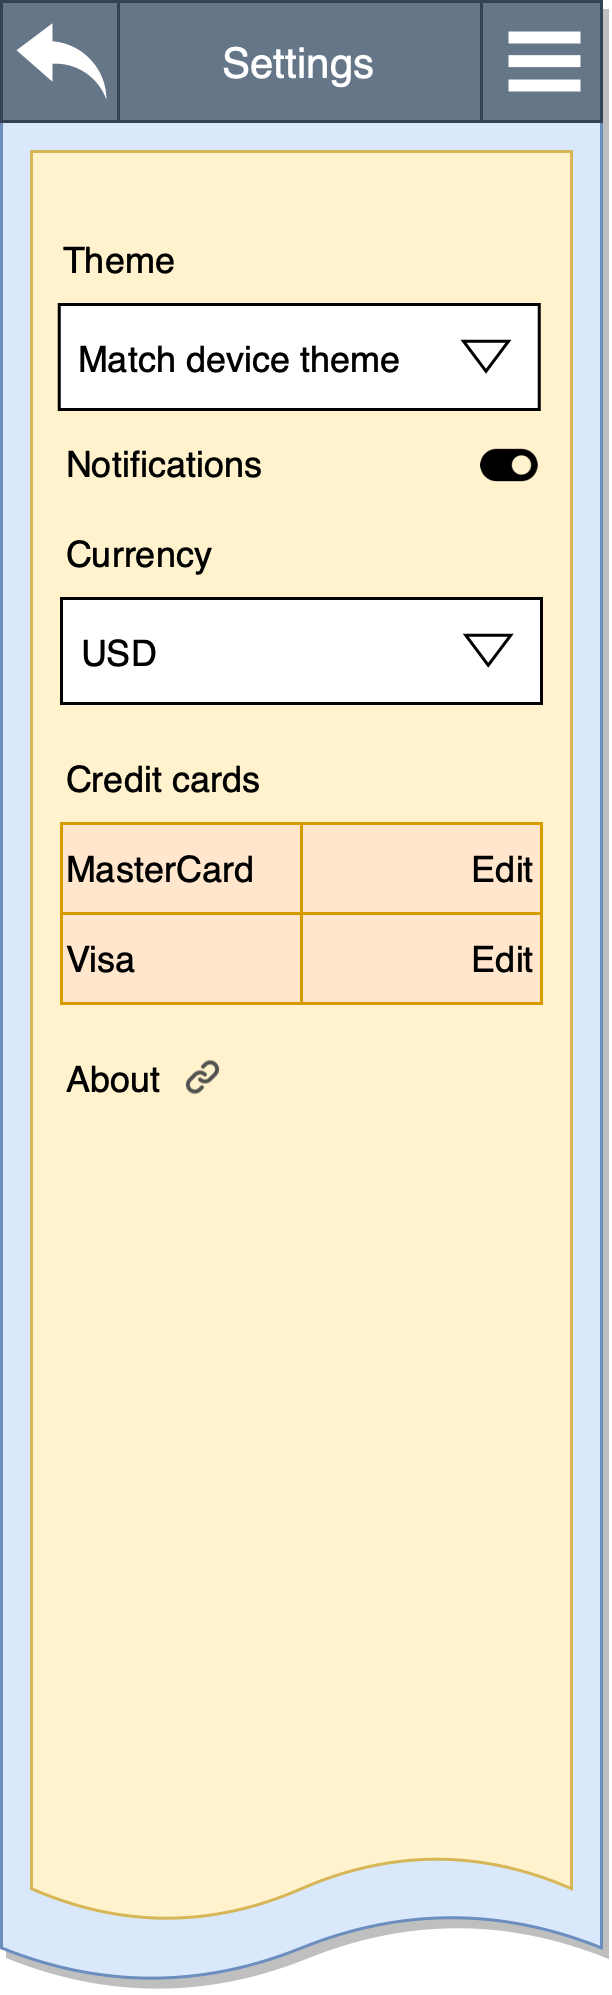 Settings
Theme
Match device theme
Notifications
Currency
USD
Credit cards
MasterCard Edit
Visa Edit
About